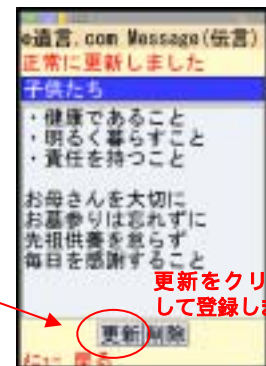 e遺言.com Message(伝言)
正常に更新しました
子供たち
・健康であること
・明るく暮らすこと
・責任を持つこと
お母さんを大切に
お墓参りは忘れずに
先祖供養を怠らず
毎日を感謝すること
更新をクリ
して登録しま
更新 削除
戻る